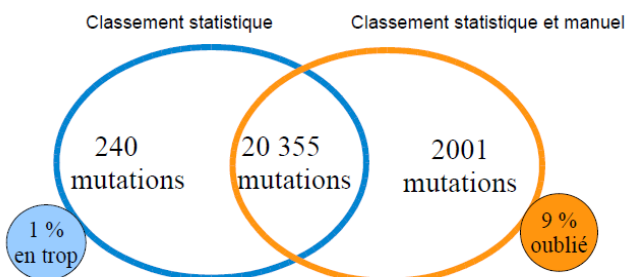 Classement statistique
Classement statistique et manuel
240
mutations
20 355
mutations
2001
mutations
1 %
en trop
9 %
oublié